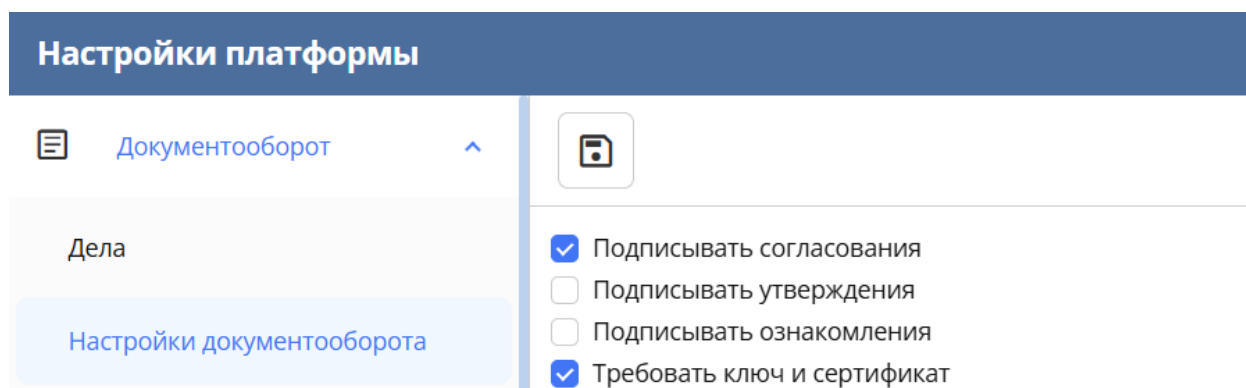 Настройки платформы
Документооборот
Дела
Настройки документооборота
Подписывать согласования
Подписывать утверждения
Подписывать ознакомления
Требовать ключ и сертификат